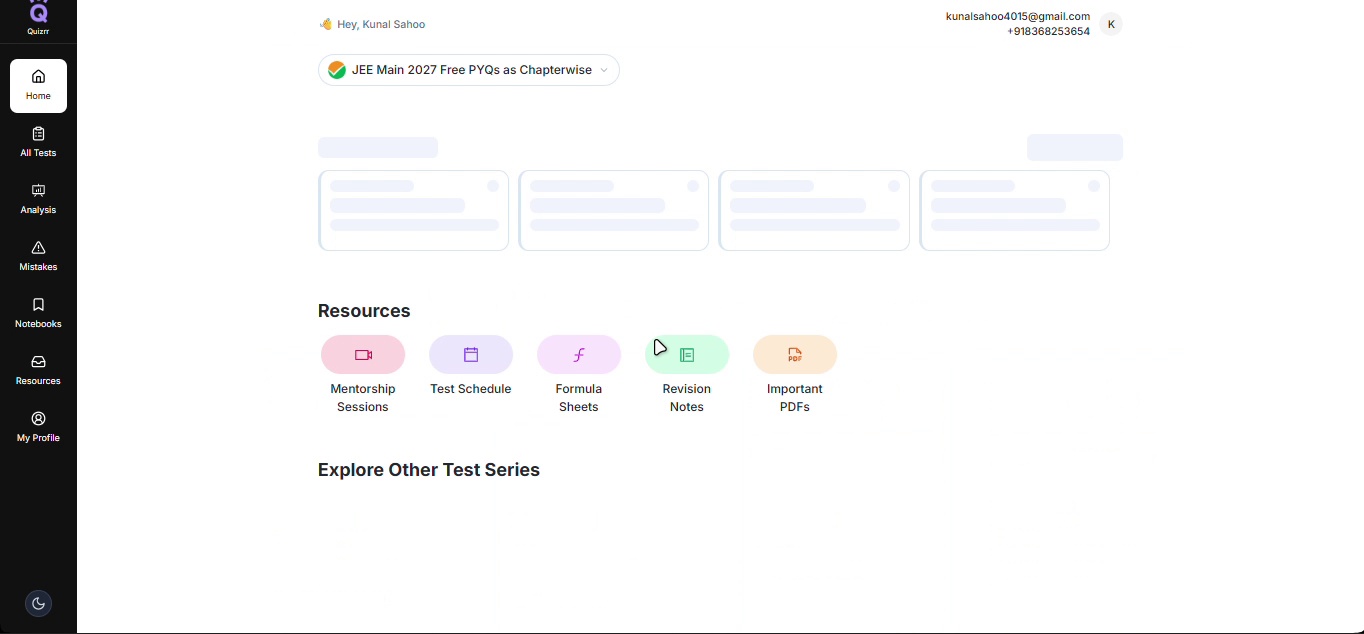 Quizrr
Home
All Tests
Analysis
Mistakes
Notebooks
Resources
My Profile
👋 Hey, Kunal Sahoo
kunalsahoo4015@gmail.com
+918368253654
K
JEE Main 2027 Free PYQs as Chapterwise
Resources
Mentorship
Sessions
Test Schedule
Formula
Sheets
Revision
Notes
PDF
Important
PDFs
Explore Other Test Series